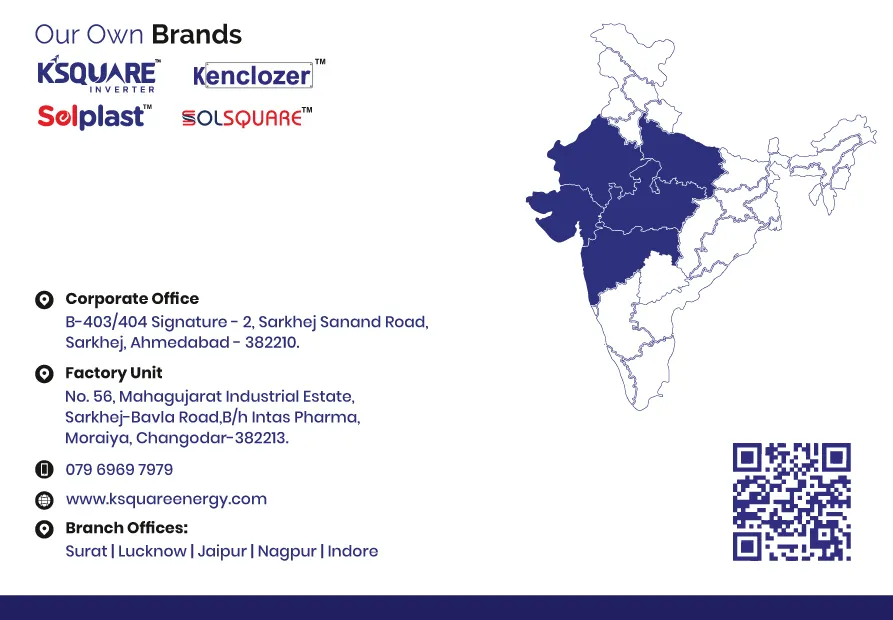 Our Own Brands
KSQUARE™
INVERTER
Kenclozer™
Solplast™
SOLSQUARE™
Corporate Office
B-403/404 Signature - 2, Sarkhej Sanand Road,
Sarkhej, Ahmedabad - 382210.
Factory Unit
No. 56, Mahagujarat Industrial Estate,
Sarkhej-Bavla Road,B/h Intas Pharma,
Moraiya, Changodar-382213.
079 6969 7979
www.ksquareenergy.com
Branch Offices:
Surat | Lucknow | Jaipur | Nagpur | Indore